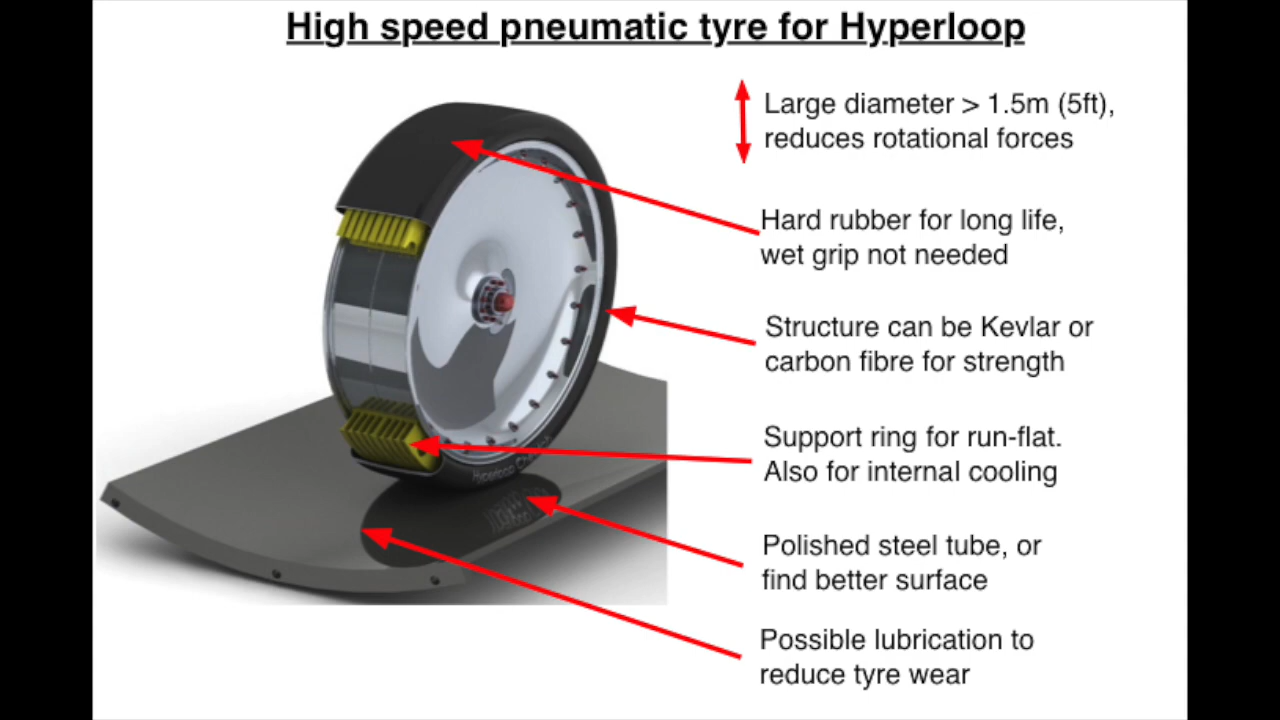 High speed pneumatic tyre for Hyperloop
Large diameter > 1.5m (5ft),
reduces rotational forces
Hard rubber for long life,
wet grip not needed
Structure can be Kevlar or
carbon fibre for strength
Support ring for run-flat.
Also for internal cooling
Polished steel tube, or
find better surface
Possible lubrication to
reduce tyre wear
Hyperloop